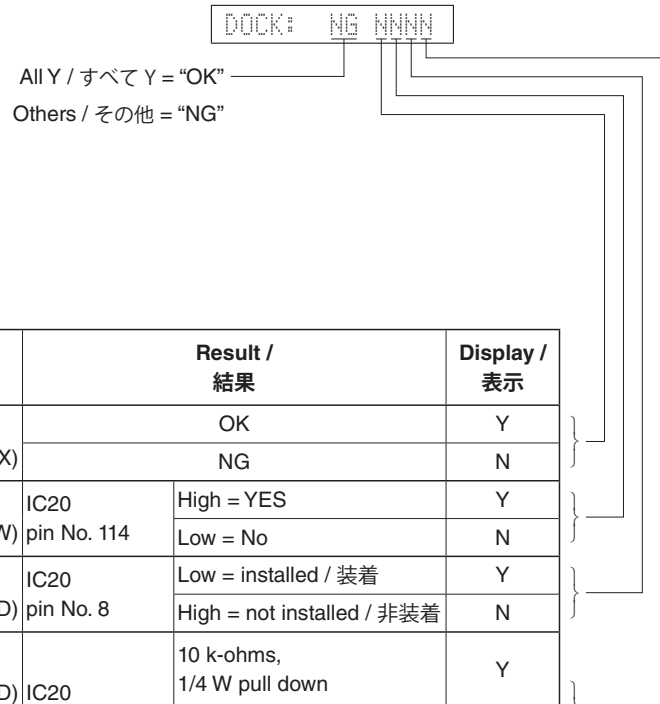 DOCK: NG NNNN
All Y / すべて Y = “OK”
Others / その他 = “NG”
Result /
結果
Display /
表示
OK Y
X)
NG N
IC20
pin No. 114
W)
High = YES Y
Low = No N
IC20
pin No. 8
D)
Low = installed / 装着 Y
High = not installed / 非装着 N
10 k-ohms,
1/4 W pull down
Y
D) IC20